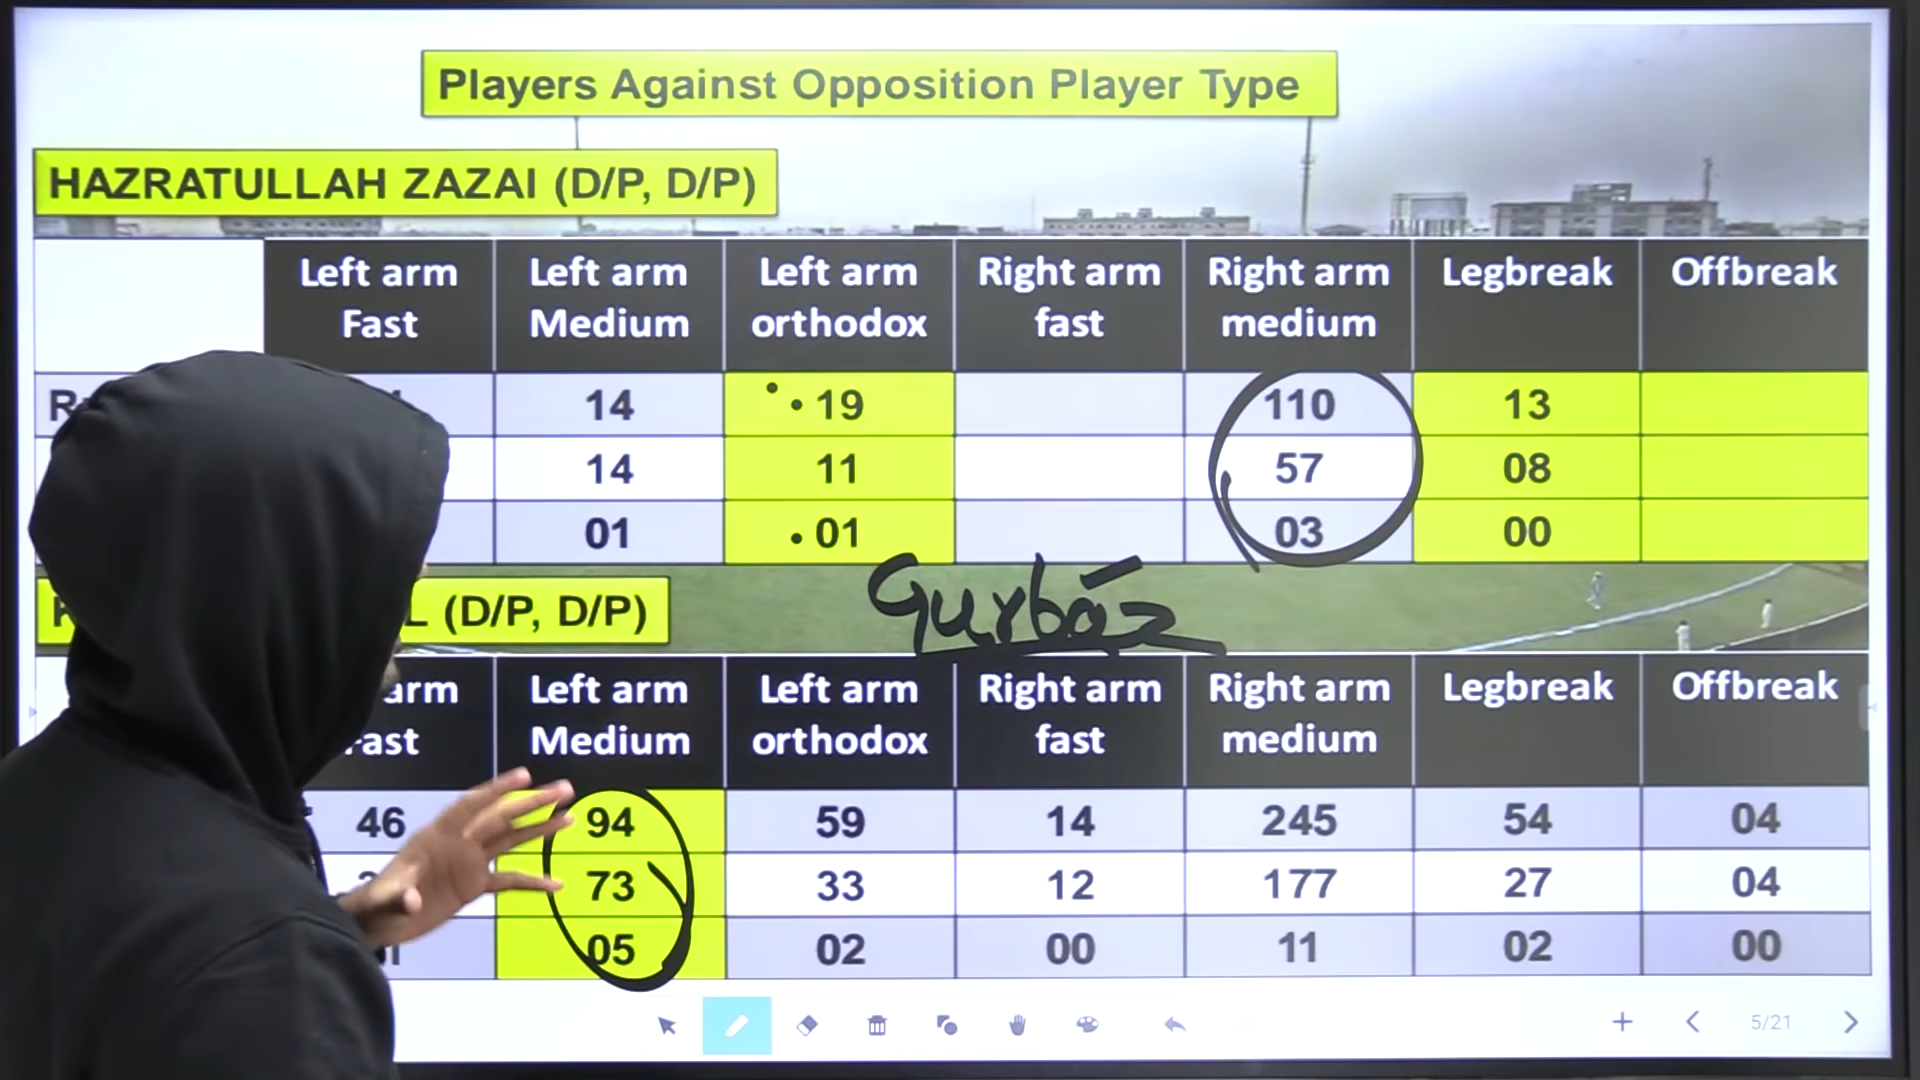 Players Against Opposition Player Type
HAZRATULLAH ZAZAI (D/P, D/P)
Left arm Fast Left arm Medium Left arm orthodox Right arm fast Right arm medium Legbreak Offbreak
14 • 19 110 13
14 11 57 08
01 • 01 03 00
(D/P, D/P)
Gurbaz
arm Left arm Medium Left arm orthodox Right arm fast Right arm medium Legbreak Offbreak
46 94 59 14 245 54 04
73 33 12 177 27 04
05 02 00 11 02 00
5/21